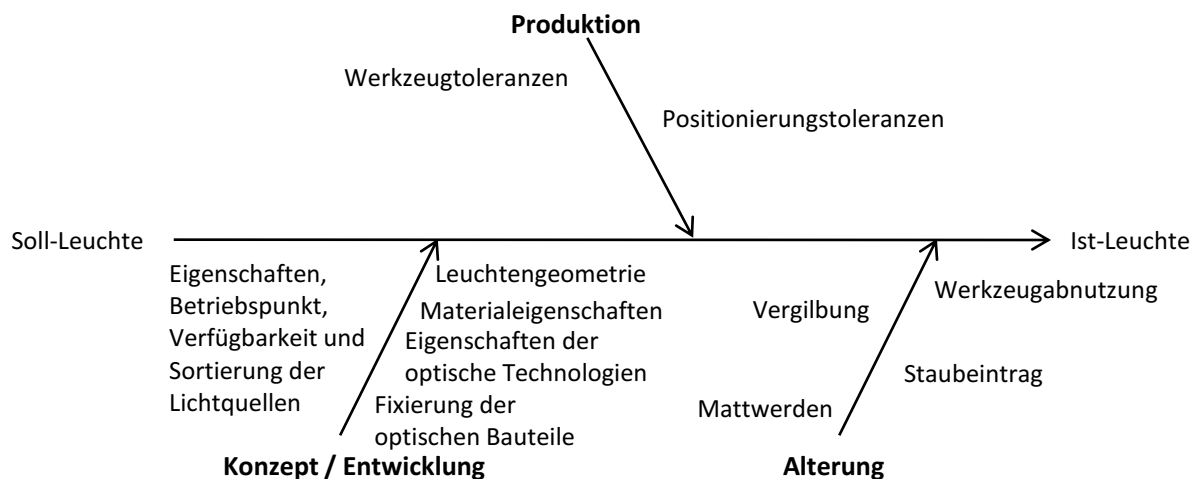 Produktion
Werkzeugtoleranzen
Positionierungstoleranzen
Soll-Leuchte
Ist-Leuchte
Eigenschaften,
Betriebspunkt,
Verfügbarkeit und
Sortierung der
Lichtquellen
Leuchtengeometrie
Materialeigenschaften
Eigenschaften der
optische Technologien
Fixierung der
optischen Bauteile
Konzept / Entwicklung
Vergilbung
Werkzeugabnutzung
Staubeintrag
Mattwerden
Alterung